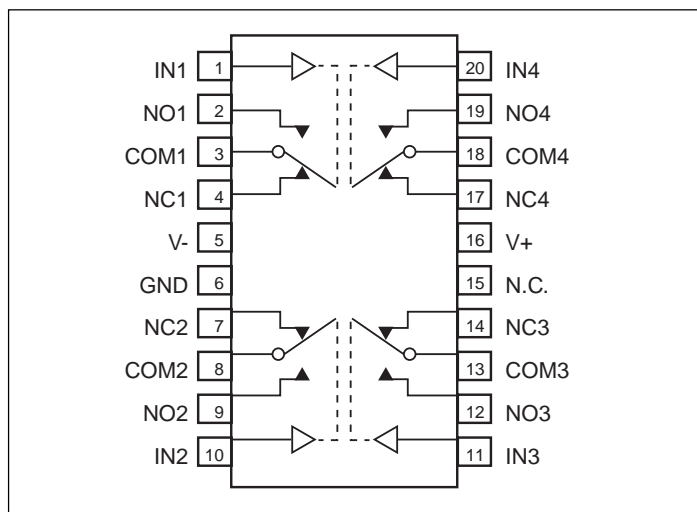 IN1 1 20 IN4
NO1 2 19 NO4
COM1 3 18 COM4
NC1 4 17 NC4
V- 5 16 V+
GND 6 15 N.C.
NC2 7 14 NC3
COM2 8 13 COM3
NO2 9 12 NO3
IN2 10 11 IN3